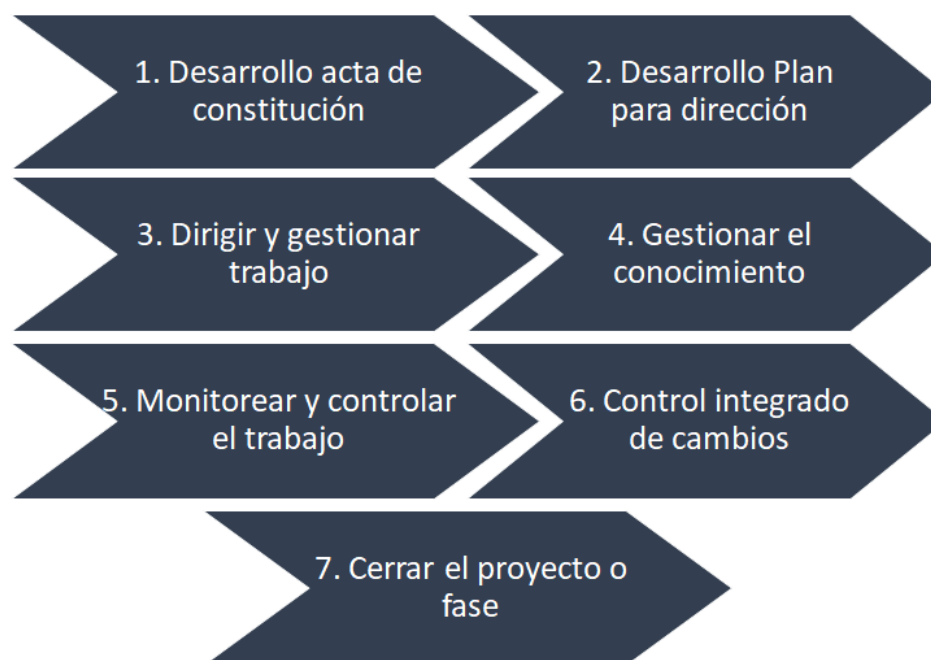 1. Desarrollo acta de
constitución
2. Desarrollo Plan
para dirección
3. Dirigir y gestionar
trabajo
4. Gestionar el
conocimiento
5. Monitorear y controlar
el trabajo
6. Control integrado
de cambios
7. Cerrar el proyecto o
fase